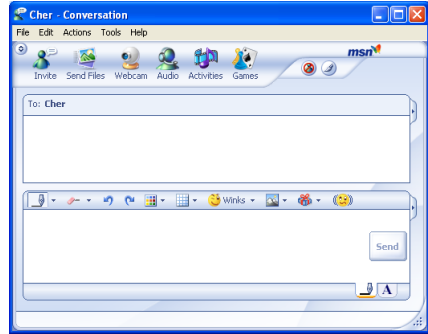 Cher - Conversation
File Edit Actions Tools Help
msn
Invite Send Files Webcam Audio Activities Games
To: Cher
Winks
Send
A